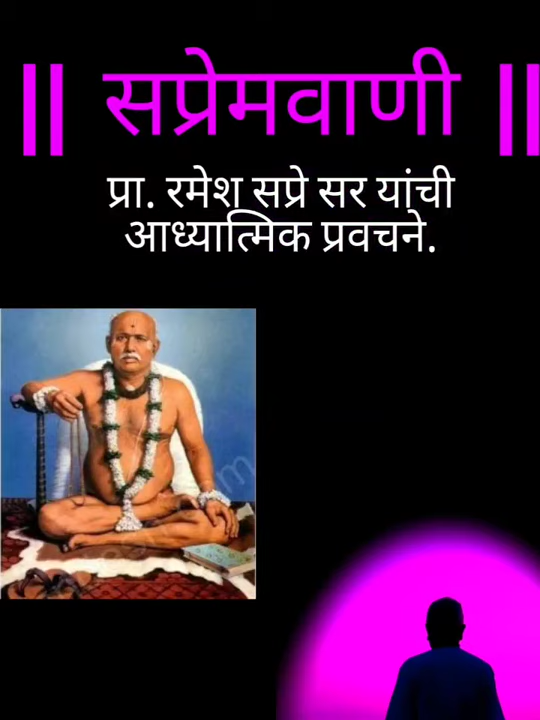 || सप्रेमवाणी ||
प्रा. रमेश सप्रे सर यांची
आध्यात्मिक प्रवचने.